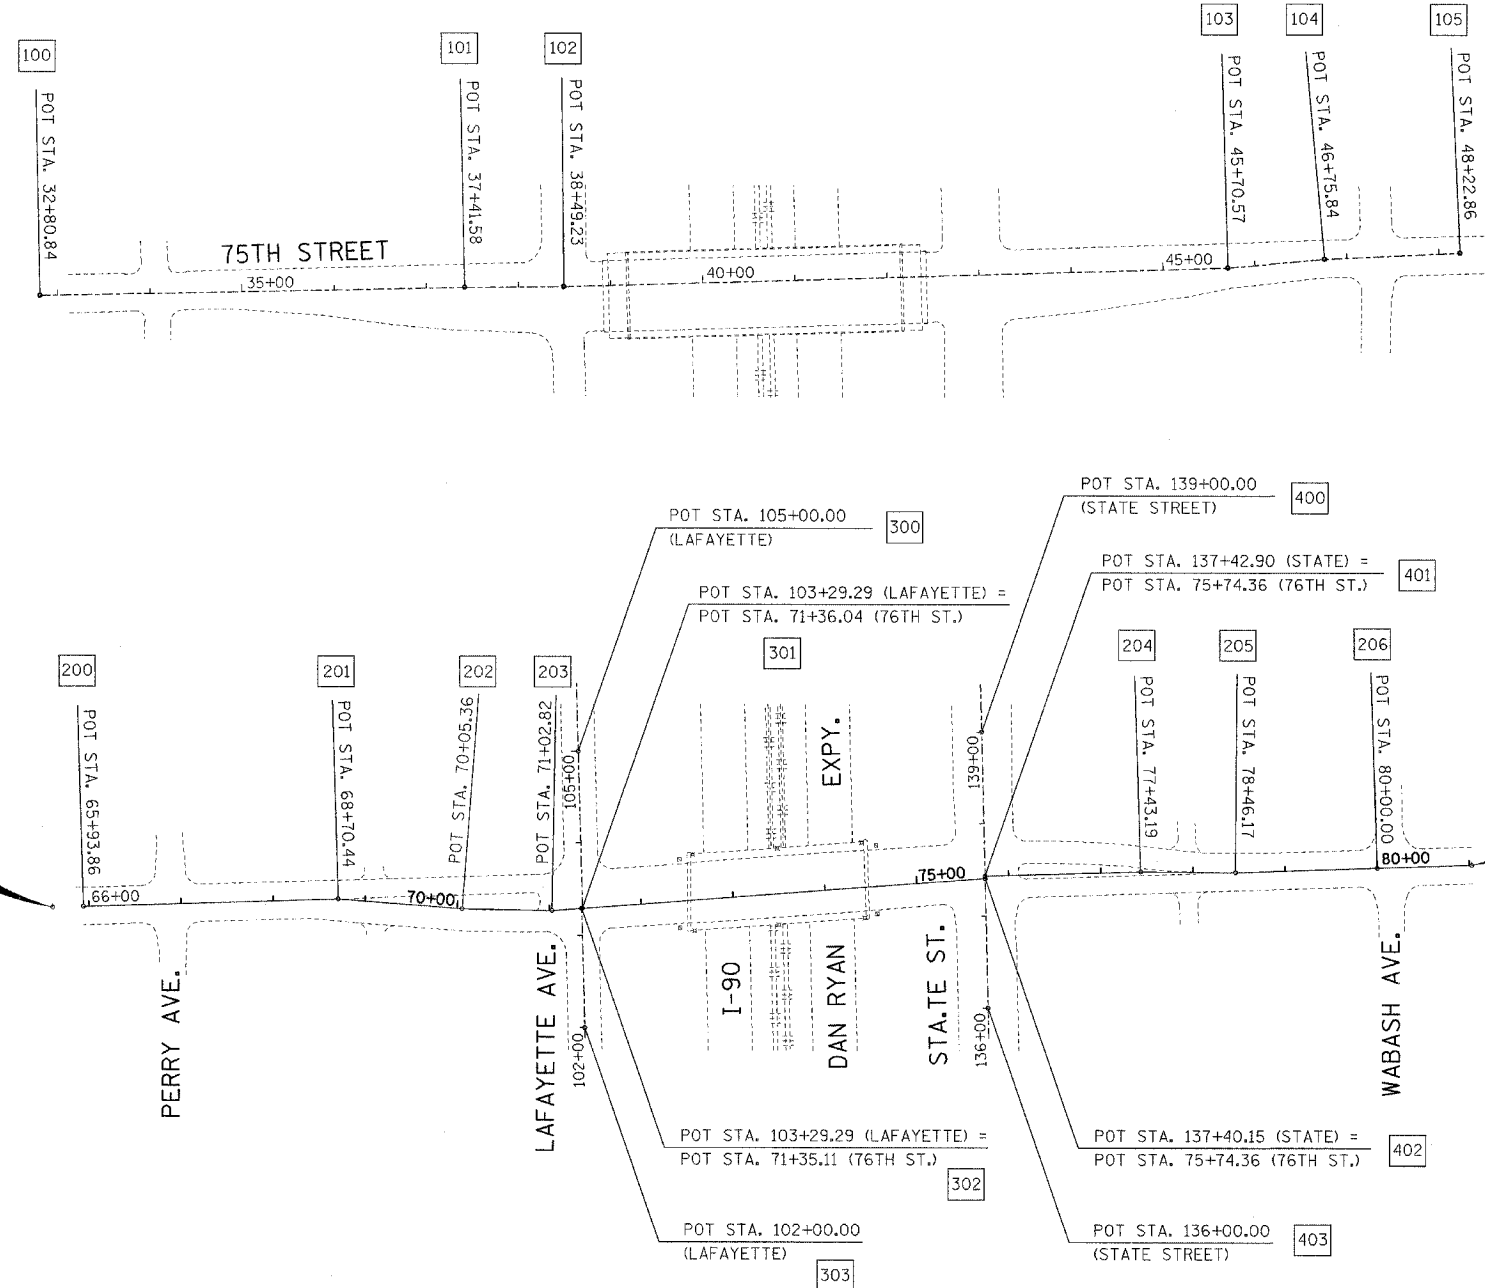 100
101
102
103
104
105
POT STA. 32+80.84
POT STA. 37+41.58
POT STA. 38+49.23
POT STA. 45+70.57
POT STA. 46+75.84
POT STA. 48+22.86
75TH STREET
35+00
40+00
45+00
POT STA. 139+00.00
(STATE STREET)
400
POT STA. 105+00.00
(LAFAYETTE)
300
POT STA. 137+42.90 (STATE) =
POT STA. 75+74.36 (76TH ST.)
401
POT STA. 103+29.29 (LAFAYETTE) =
POT STA. 71+36.04 (76TH ST.)
301
200
201
202
203
204
205
206
POT STA. 65+93.86
POT STA. 68+70.44
POT STA. 70+05.36
POT STA. 71+02.82
105+00
EXPY.
139+00
POT STA. 77+43.19
POT STA. 78+46.17
POT STA. 80+00.00
66+00
70+00
75+00
80+00
PERRY AVE.
LAFAYETTE AVE.
102+00
I-90
DAN RYAN
STA.TE ST.
136+00
WABASH AVE.
POT STA. 103+29.29 (LAFAYETTE) =
POT STA. 71+35.11 (76TH ST.)
302
POT STA. 137+40.15 (STATE) =
POT STA. 75+74.36 (76TH ST.)
402
POT STA. 102+00.00
(LAFAYETTE)
303
POT STA. 136+00.00
(STATE STREET)
403